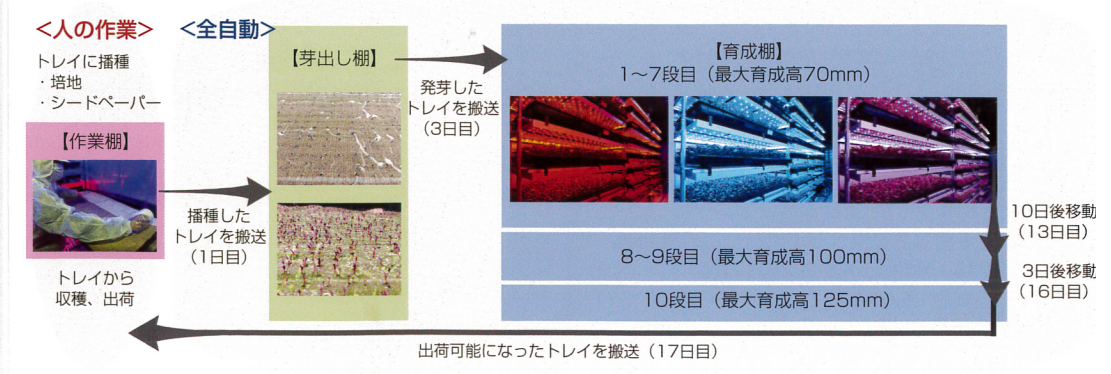 ＜人の作業＞
トレイに播種
・培地
・シードペーパー
【作業棚】
トレイから
収穫、出荷
＜全自動＞
播種した
トレイを搬送
（1日目）
【芽出し棚】
発芽した
トレイを搬送
（3日目）
【育成棚】
1～7段目（最大育成高70mm）
10日後移動
（13日目）
8～9段目（最大育成高100mm）
3日後移動
（16日目）
10段目（最大育成高125mm）
出荷可能になったトレイを搬送（17日目）